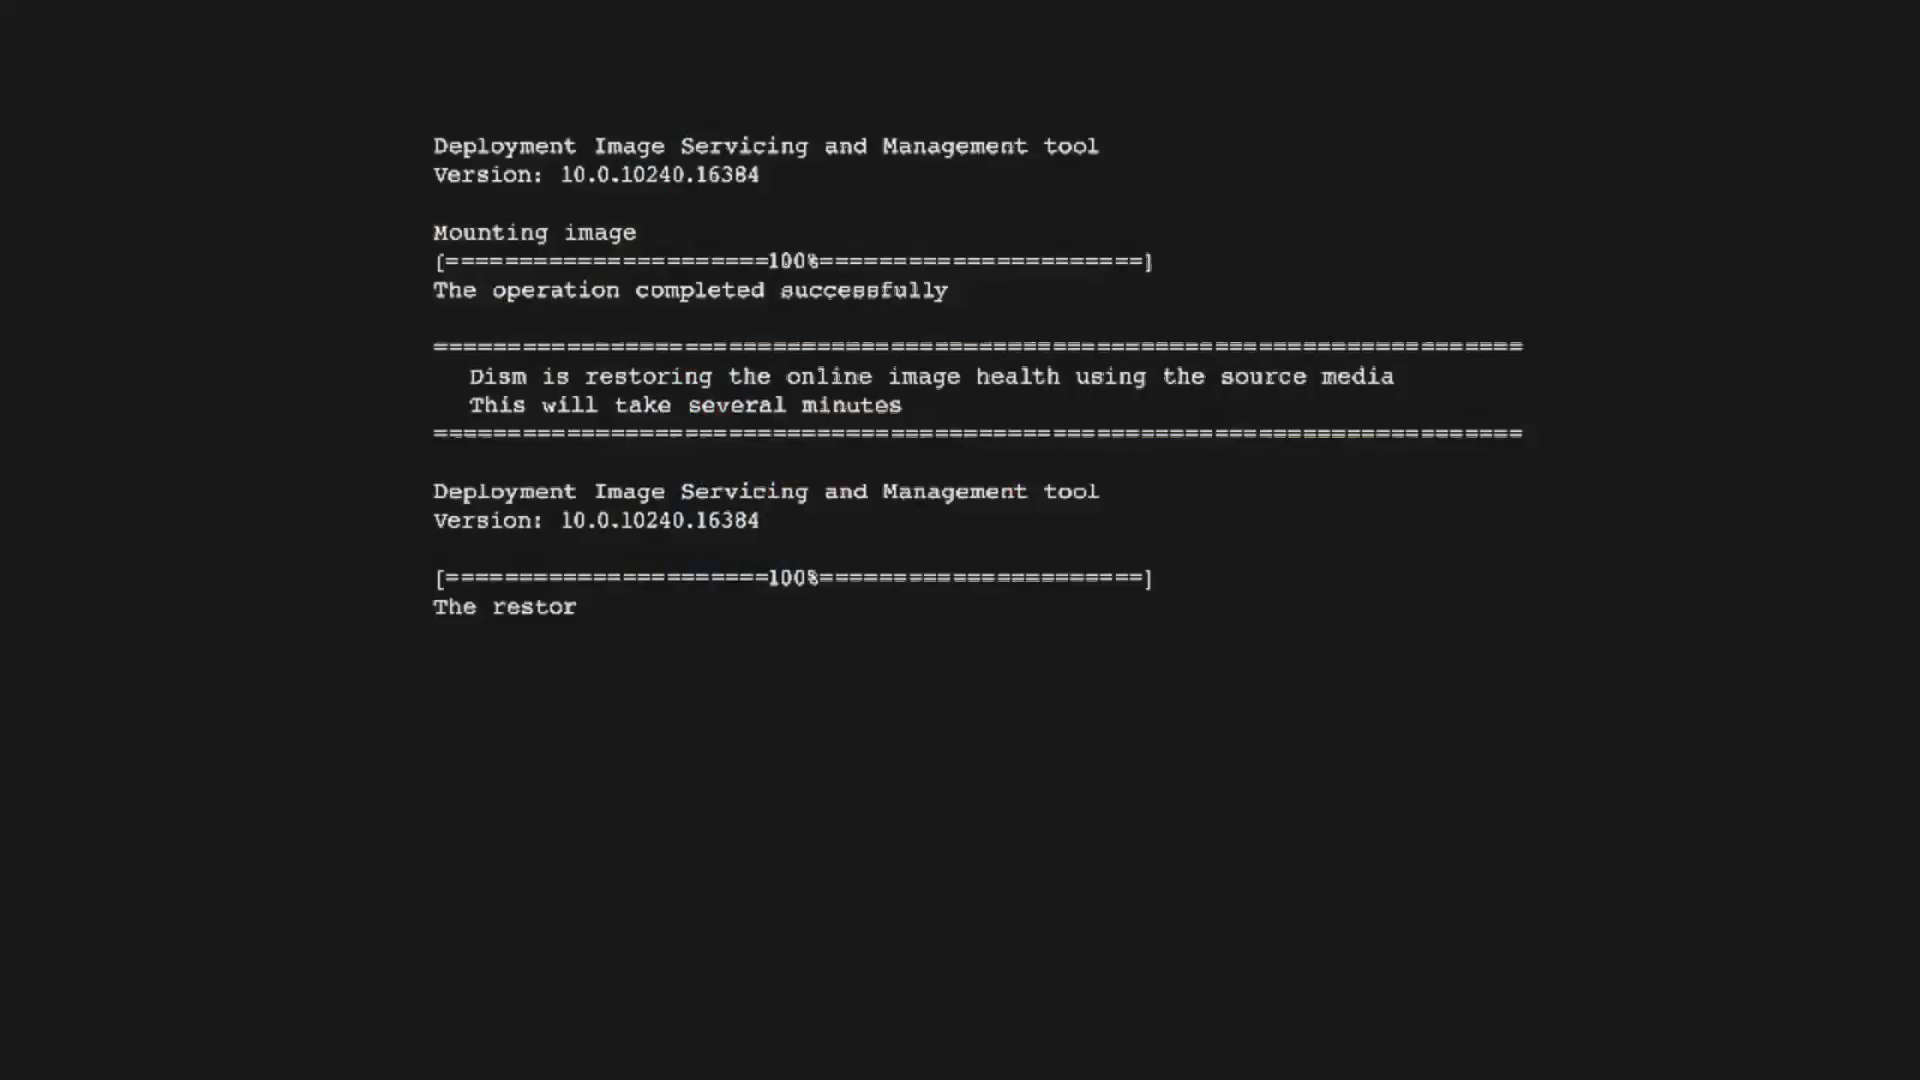 Deployment Image Servicing and Management tool
Version: 10.0.10240.16384
Mounting image
[======================100%======================]
The operation completed successfully
===========================================================================
Dism is restoring the online image health using the source media
This will take several minutes
===========================================================================
Deployment Image Servicing and Management tool
Version: 10.0.10240.16384
[======================100%======================]
The restor